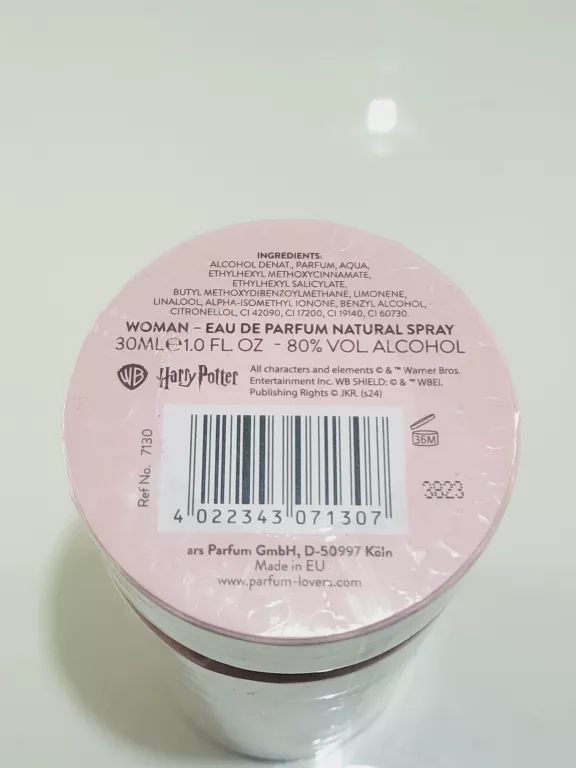 INGREDIENTS:
ALCOHOL DENAT., PARFUM, AQUA,
ETHYLHEXYL METHOXYCINNAMATE,
ETHYLHEXYL SALICYLATE,
BUTYL METHOXYDIBENZOYLMETHANE, LIMONENE,
LINALOOL, ALPHA-ISOMETHYL IONONE, BENZYL ALCOHOL,
CITRONELLOL, CI 42090, CI 17200, CI 19140, CI 60730.
WOMAN – EAU DE PARFUM NATURAL SPRAY
30ML℮1.0 FL. OZ - 80% VOL. ALCOHOL
WB Harry Potter
All characters and elements © & ™ Warner Bros.
Entertainment Inc. WB SHIELD: © & ™ WBEI.
Publishing Rights © JKR. (s24)
Ref No. 7130
36M
3823
4 022343 071307
ars Parfum GmbH, D-50997 Köln
Made in EU
www.parfum-lovers.com